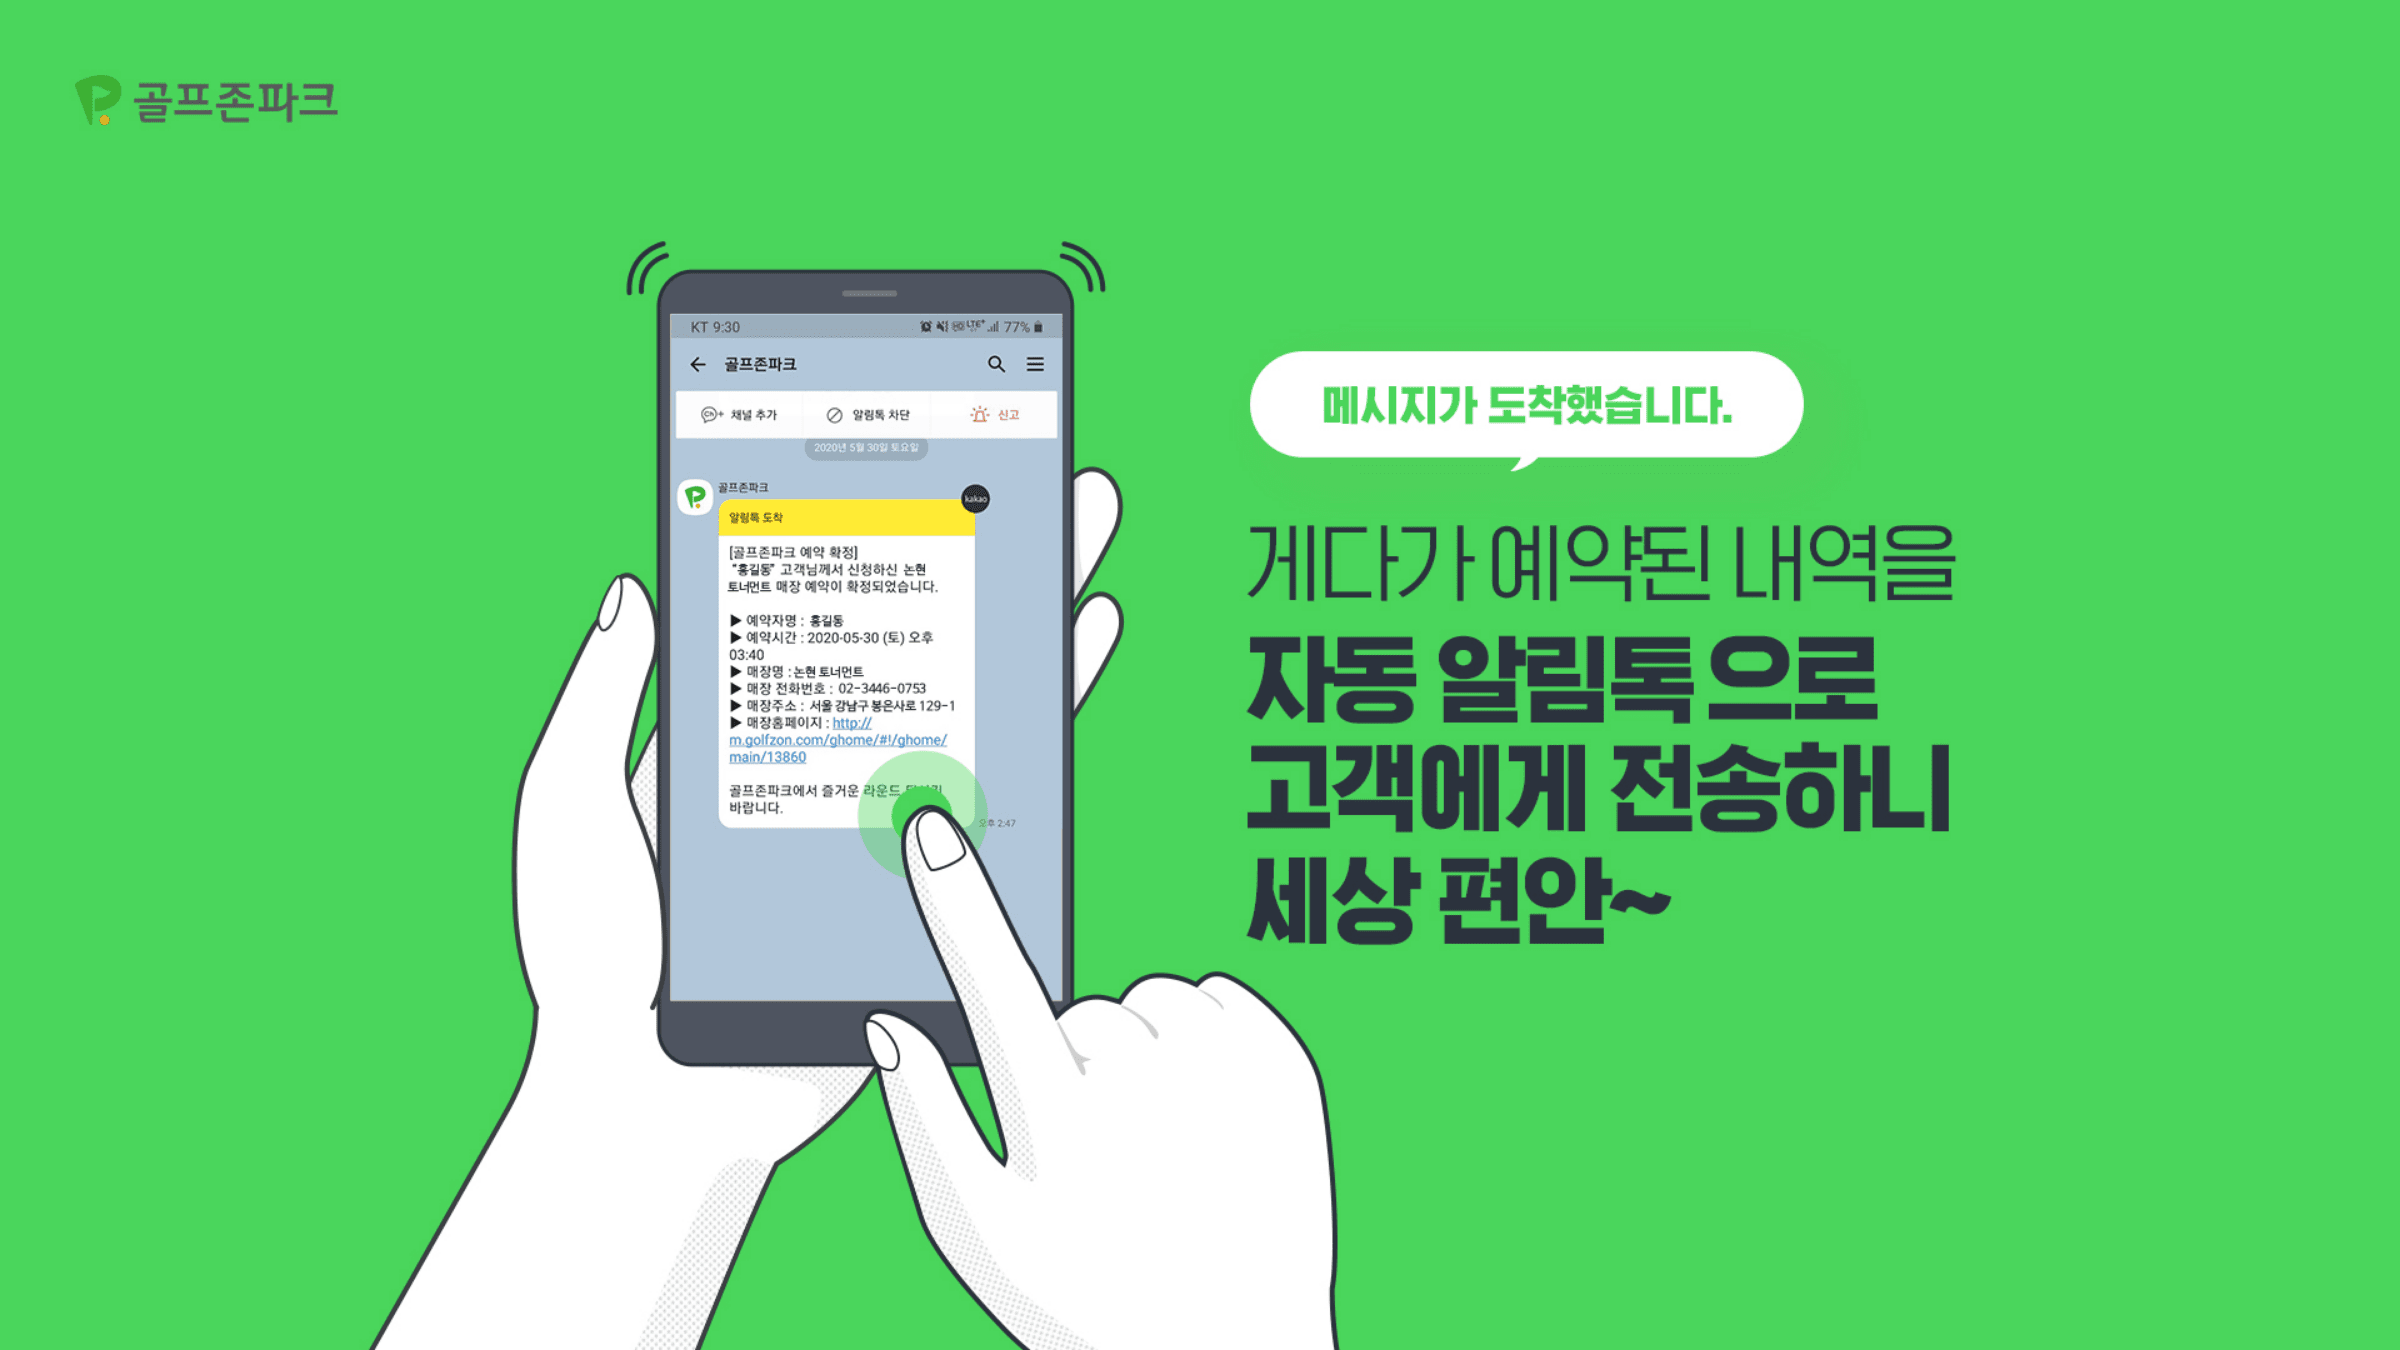 골프존파크
KT 9:30
LTE+ 77%
골프존파크
Ch+ 채널 추가
알림톡 차단
신고
2020년 5월 30일 토요일
골프존파크
kakao
알림톡 도착
[골프존파크 예약 확정]
“홍길동” 고객님께서 신청하신 논현
토너먼트 매장 예약이 확정되었습니다.
▶ 예약자명 : 홍길동
▶ 예약시간 : 2020-05-30 (토) 오후
03:40
▶ 매장명 : 논현 토너먼트
▶ 매장 전화번호 : 02-3446-0753
▶ 매장주소 : 서울 강남구 봉은사로 129-1
▶ 매장홈페이지 : http://
m.golfzon.com/ghome/#!/ghome/
main/13860
골프존파크에서 즐거운 라운드
바랍니다.
오후 2:47
메시지가 도착했습니다.
게다가 예약된 내역을
자동 알림톡으로
고객에게 전송하니
세상 편안~